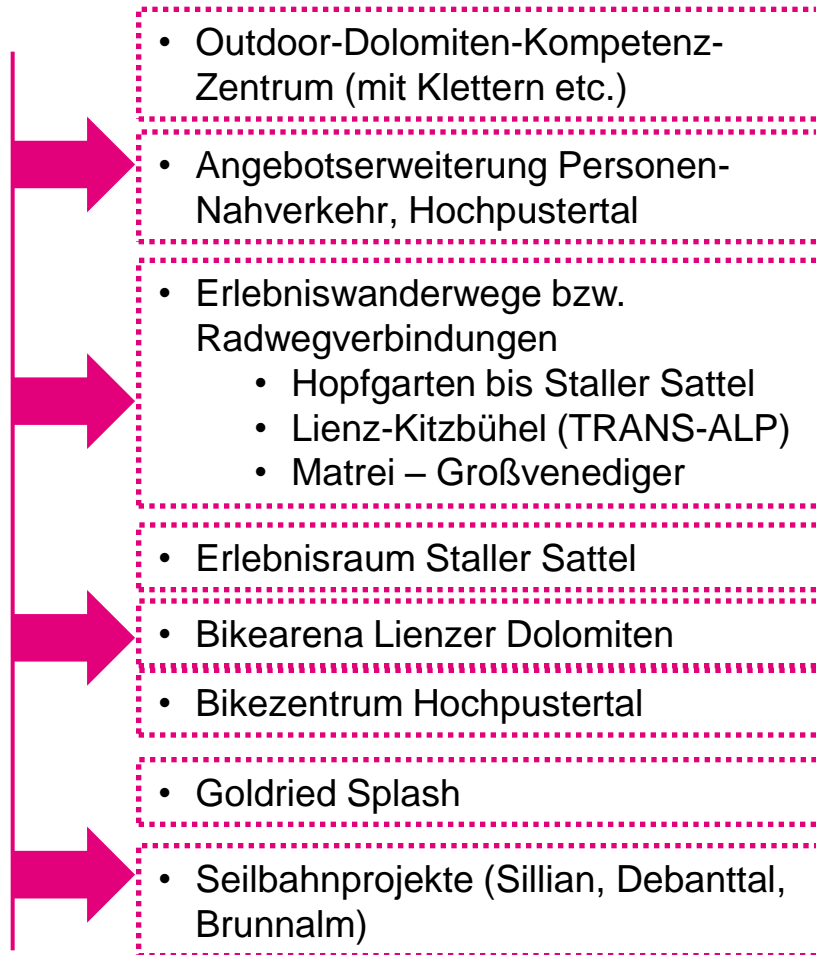 • Outdoor-Dolomiten-Kompetenz-
Zentrum (mit Klettern etc.)
• Angebotserweiterung Personen-
Nahverkehr, Hochpustertal
• Erlebniswanderwege bzw.
Radwegverbindungen
• Hopfgarten bis Staller Sattel
• Lienz-Kitzbühel (TRANS-ALP)
• Matrei – Großvenediger
• Erlebnisraum Staller Sattel
• Bikearena Lienzer Dolomiten
• Bikezentrum Hochpustertal
• Goldried Splash
• Seilbahnprojekte (Sillian, Debanttal,
Brunnalm)